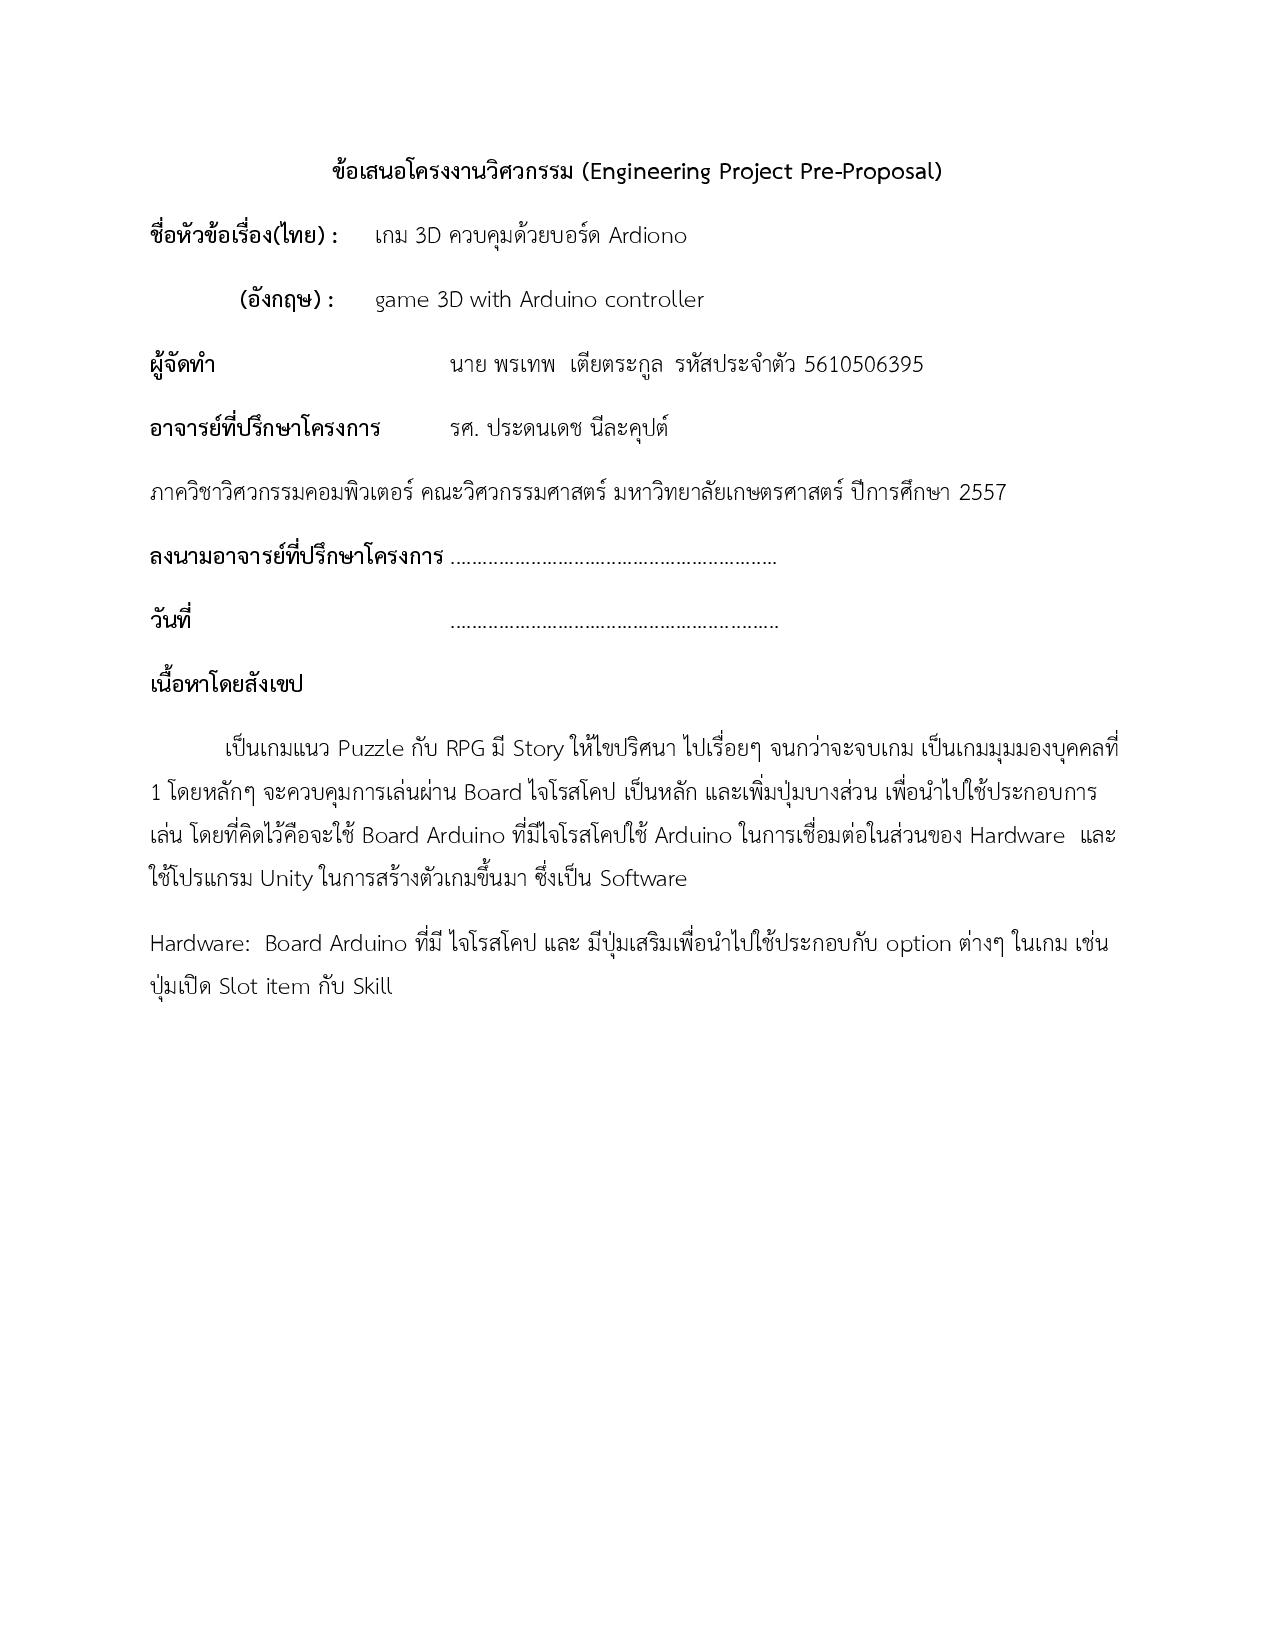 ข้อเสนอโครงงานวิศวกรรม (Engineering Project Pre-Proposal)
ชื่อหัวข้อเรื่อง(ไทย) : เกม 3D ควบคุมด้วยบอร์ด Ardiono
(อังกฤษ) : game 3D with Arduino controller
ผู้จัดทำ นาย พรเทพ เตียตระกูล รหัสประจำตัว 5610506395
อาจารย์ที่ปรึกษาโครงการ รศ. ประดนเดช นีละคุปต์
ภาควิชาวิศวกรรมคอมพิวเตอร์ คณะวิศวกรรมศาสตร์ มหาวิทยาลัยเกษตรศาสตร์ ปีการศึกษา 2557
ลงนามอาจารย์ที่ปรึกษาโครงการ .............................................................
วันที่ .............................................................
เนื้อหาโดยสังเขป
เป็นเกมแนว Puzzle กับ RPG มี Story ให้ไขปริศนา ไปเรื่อยๆ จนกว่าจะจบเกม เป็นเกมมุมมองบุคคลที่
1 โดยหลักๆ จะควบคุมการเล่นผ่าน Board ไจโรสโคป เป็นหลัก และเพิ่มปุ่มบางส่วน เพื่อนำไปใช้ประกอบการ
เล่น โดยที่คิดไว้คือจะใช้ Board Arduino ที่มีไจโรสโคปใช้ Arduino ในการเชื่อมต่อในส่วนของ Hardware และ
ใช้โปรแกรม Unity ในการสร้างตัวเกมขึ้นมา ซึ่งเป็น Software
Hardware: Board Arduino ที่มี ไจโรสโคป และ มีปุ่มเสริมเพื่อนำไปใช้ประกอบกับ option ต่างๆ ในเกม เช่น
ปุ่มเปิด Slot item กับ Skill